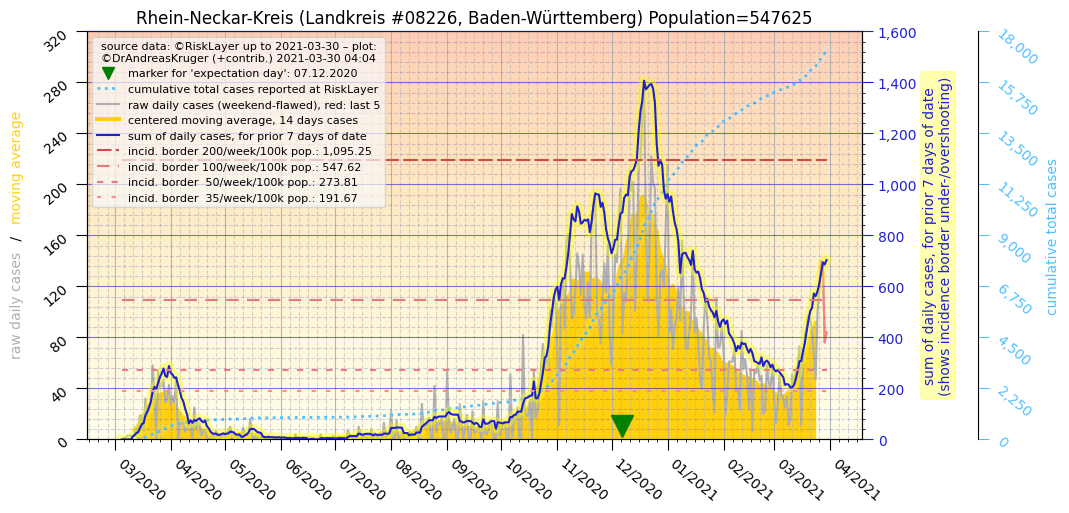 Rhein-Neckar-Kreis (Landkreis #08226, Baden-Württemberg) Population=547625
source data: ©RiskLayer up to 2021-03-30 – plot:
©DrAndreasKruger (+contrib.) 2021-03-30 04:04
marker for 'expectation day': 07.12.2020
cumulative total cases reported at RiskLayer
raw daily cases (weekend-flawed), red: last 5
centered moving average, 14 days cases
sum of daily cases, for prior 7 days of date
incid. border 200/week/100k pop.: 1,095.25
incid. border 100/week/100k pop.: 547.62
incid. border  50/week/100k pop.: 273.81
incid. border  35/week/100k pop.: 191.67
raw daily cases / moving average
320
280
240
200
160
120
80
40
0
03/2020
04/2020
05/2020
06/2020
07/2020
08/2020
09/2020
10/2020
11/2020
12/2020
01/2021
02/2021
03/2021
04/2021
1,600
1,400
1,200
1,000
800
600
400
200
0
sum of daily cases, for prior 7 days of date
(shows incidence border under-/overshooting)
18,000
15,750
13,500
11,250
9,000
6,750
4,500
2,250
0
cumulative total cases